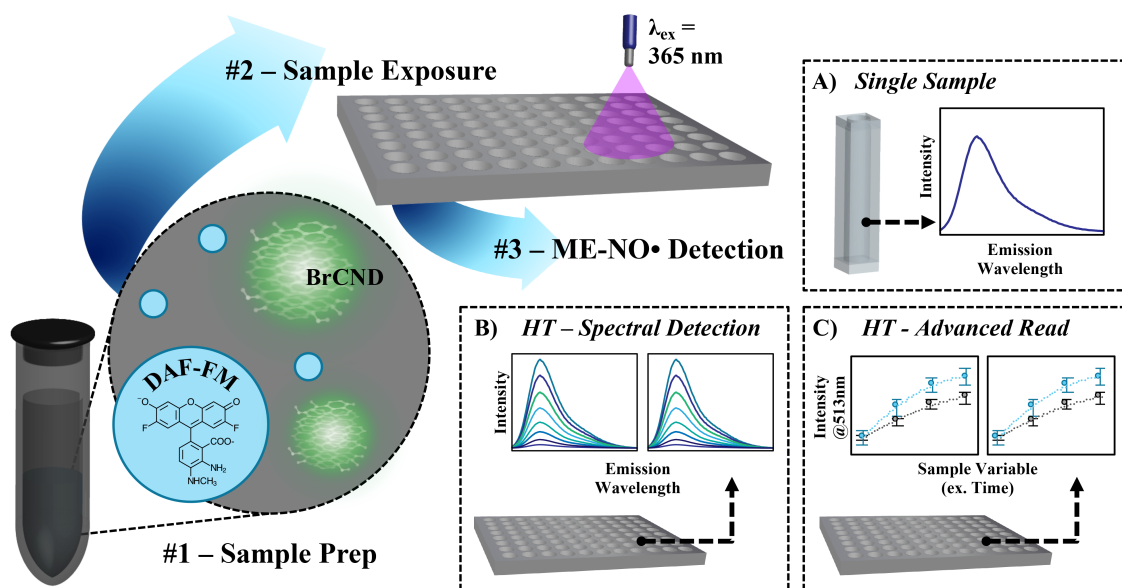 #2 – Sample Exposure
λex =
365 nm
#3 – ME-NO• Detection
BrCND
DAF-FM
-O
O
O
F
F
COO-
NH2
NHCH3
#1 – Sample Prep
A) Single Sample
Intensity
Emission
Wavelength
B) HT – Spectral Detection
Intensity
Emission
Wavelength
C) HT - Advanced Read
Intensity
@513nm
Sample Variable
(ex. Time)